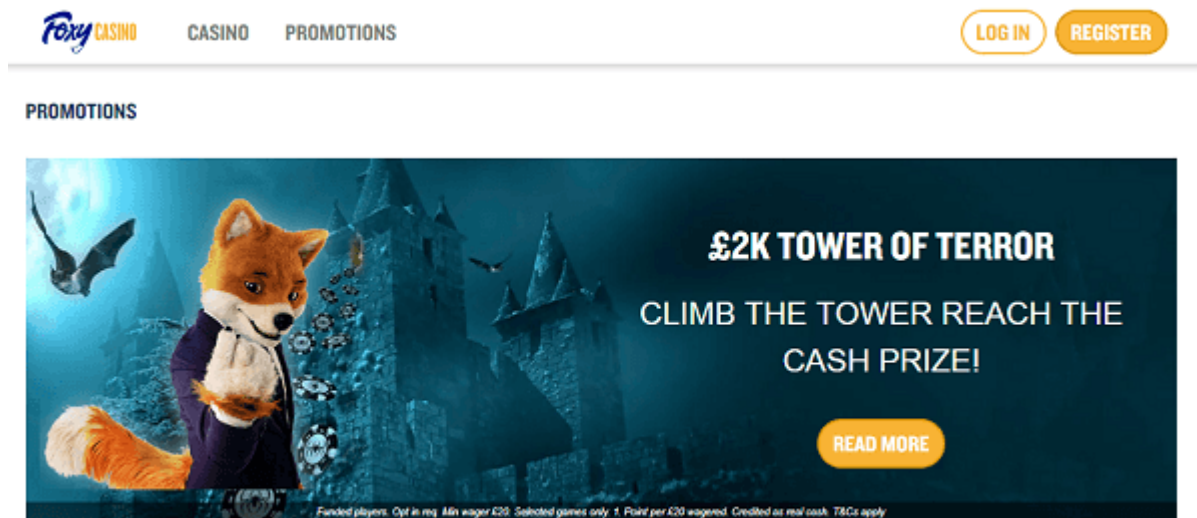 Foxy CASINO
CASINO PROMOTIONS LOG IN REGISTER
PROMOTIONS
£2K TOWER OF TERROR
CLIMB THE TOWER REACH THE
CASH PRIZE!
READ MORE
Funded players. Opt in req. Min wager £20. Selected games only. 1 Point per £20 wagered. Credited as real cash. T&Cs apply